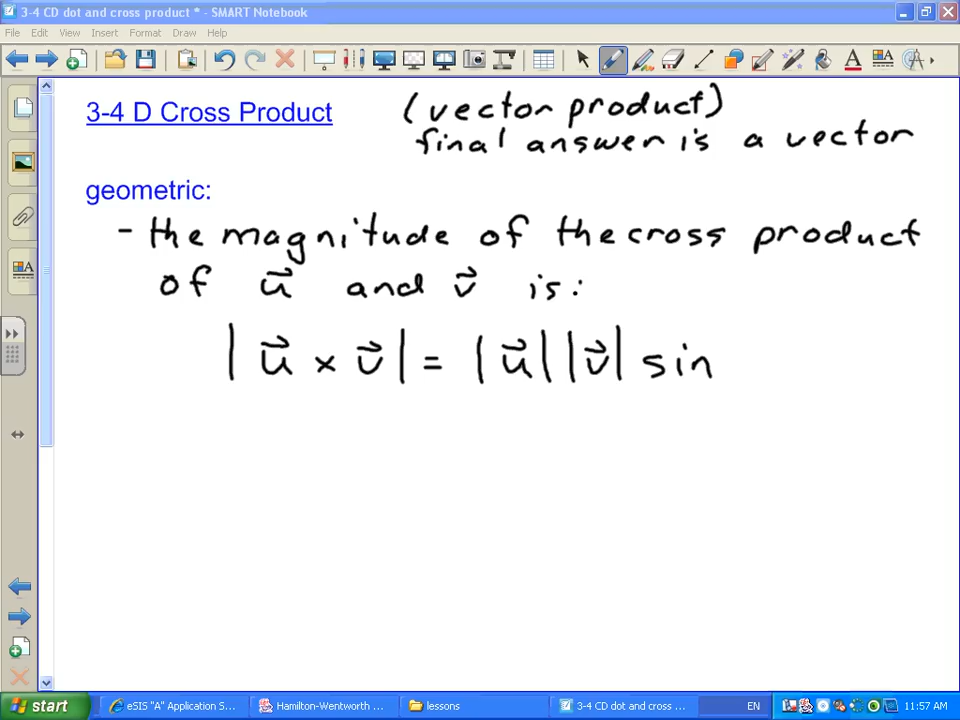 3-4 CD dot and cross product * - SMART Notebook
File Edit View Insert Format Draw Help
3-4 D Cross Product (vector product)
final answer is a vector
geometric:
- the magnitude of the cross product
of u⃗ and v⃗ is:
|u⃗ × v⃗| = |u⃗||v⃗| sin
start eSIS "A" Application S... Hamilton-Wentworth ... lessons 3-4 CD dot and cross ... EN 11:57 AM